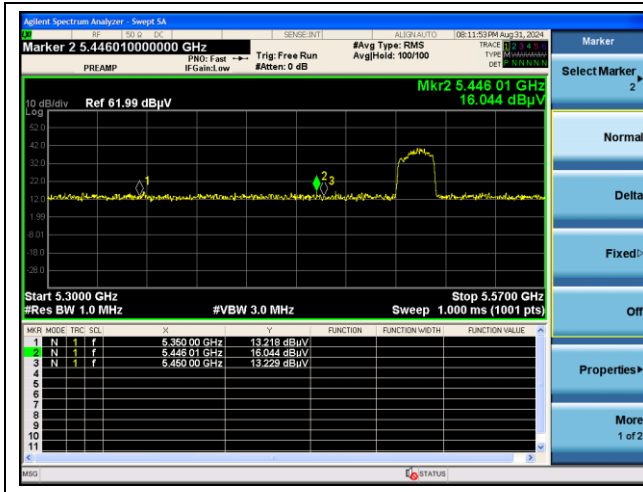 Agilent Spectrum Analyzer - Swept SA
RF 50 Ω DC SENSE:INT ALIGN AUTO 08:11:53 PM Aug 31, 2024
Marker 2 5.446010000000 GHz
PREAMP
PNO: Fast
IFGain:Low
Trig: Free Run
#Atten: 0 dB
#Avg Type: RMS
Avg|Hold: 100/100
TRACE 1 2 3 4 5 6
TYPE
DET P N N N N N
Mkr2 5.446 01 GHz
16.044 dBµV
10 dB/div Ref 61.99 dBµV
Log
52.0
42.0
32.0
22.0
12.0
1.99
-8.01
-18.0
-28.0
1
2
3
Start 5.3000 GHz Stop 5.5700 GHz
#Res BW 1.0 MHz #VBW 3.0 MHz Sweep 1.000 ms (1001 pts)
MKR MODE TRC SCL X Y FUNCTION FUNCTION WIDTH FUNCTION VALUE
1 N 1 f 5.350 00 GHz 13.218 dBµV
2 N 1 f 5.446 01 GHz 16.044 dBµV
3 N 1 f 5.450 00 GHz 13.229 dBµV
4
5
6
7
8
9
10
11
MSG STATUS
Marker
Select Marker
2
Normal
Delta
Fixed
Off
Properties
More
1 of 2